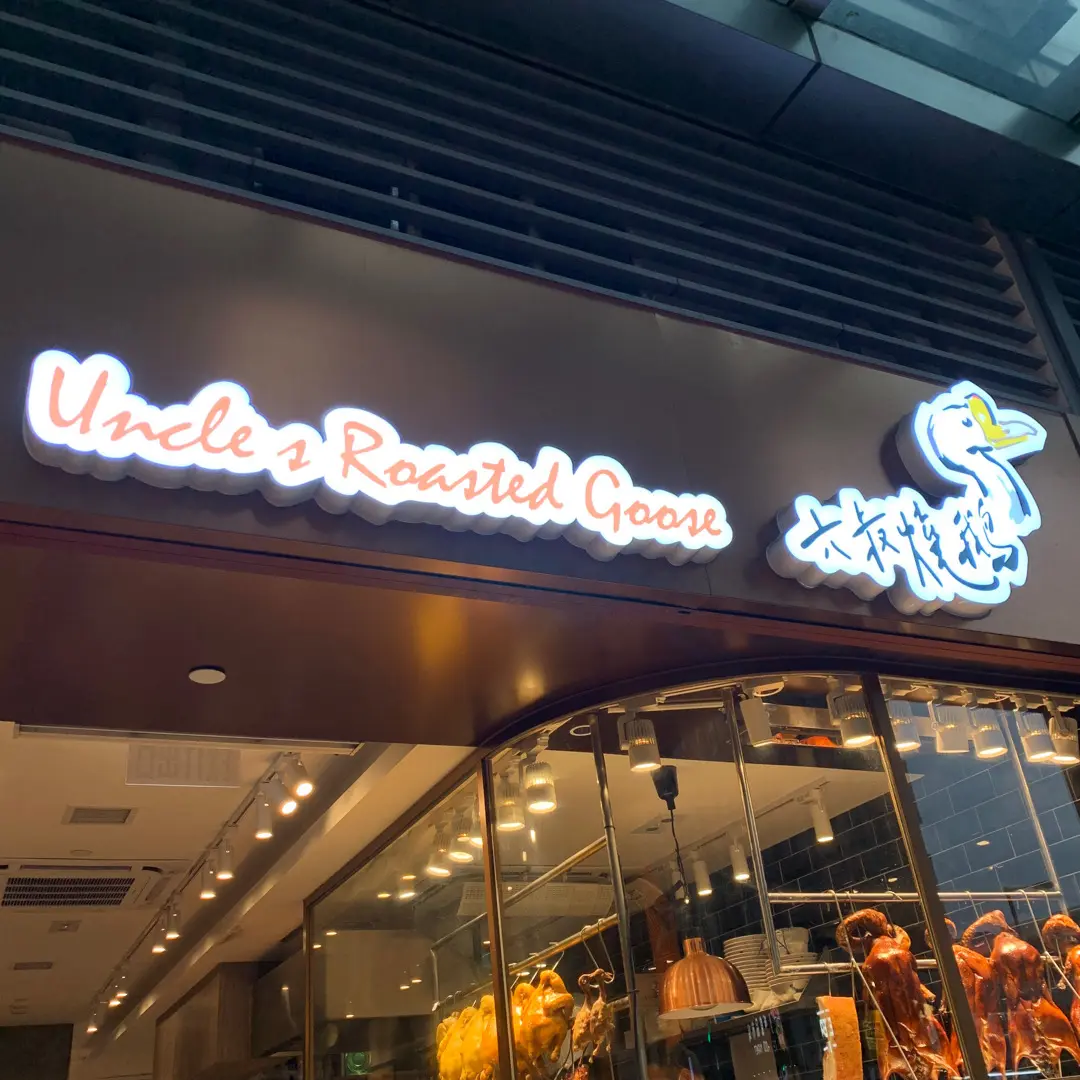 Uncle s Roasted Goose
六叔燒鵝